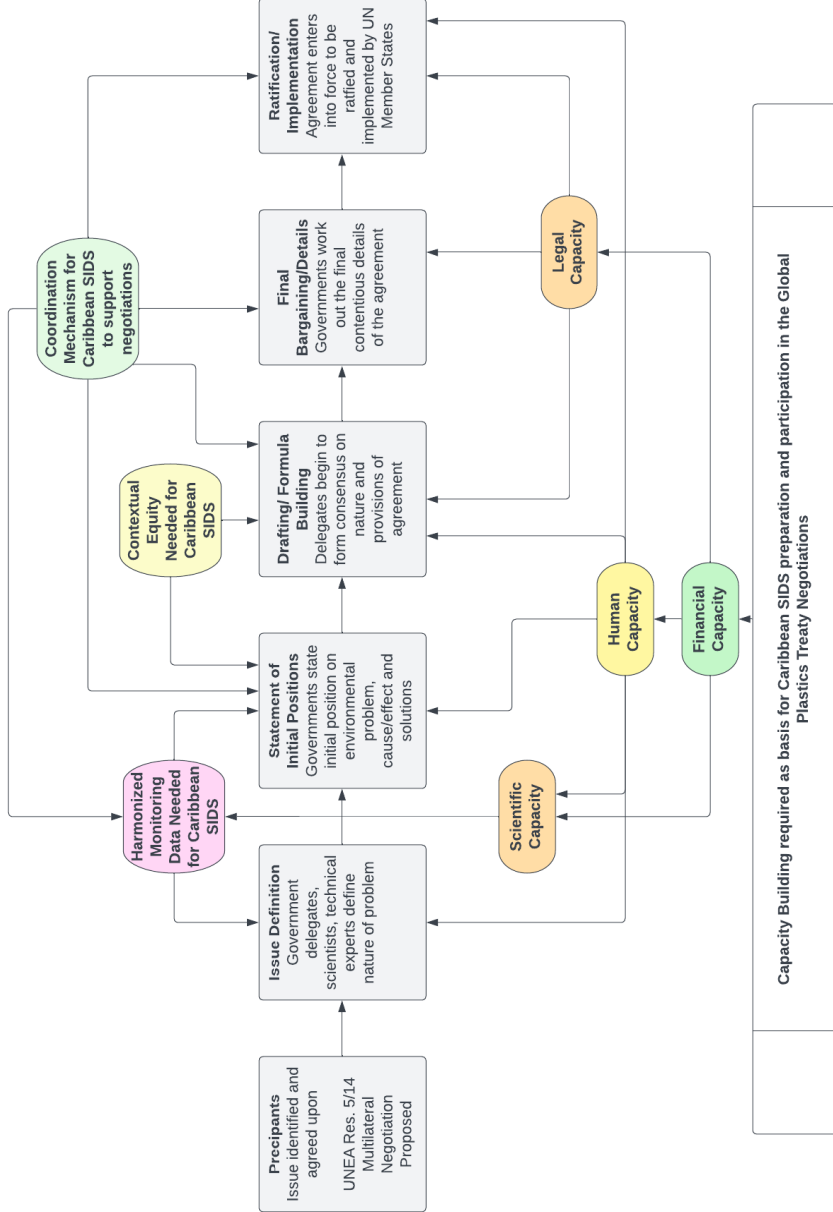 Coordination
Mechanism for
Caribbean SIDS
to support
negotiations
Contextual
Equity
Needed for
Caribbean
SIDS
Harmonized
Monitoring
Data Needed
for Caribbean
SIDS
Precipants
Issue identified and
agreed upon
UNEA Res. 5/14
Multilateral
Negotiation
Proposed
Issue Definition
Government
delegates,
scientists, technical
experts define
nature of problem
Statement of
Initial Positions
Governments state
initial position on
environmental
problem,
cause/effect and
solutions
Drafting/ Formula
Building
Delegates begin to
form consensus on
nature and
provisions of
agreement
Final
Bargaining/Details
Governments work
out the final
contentious details
of the agreement
Ratification/
Implementation
Agreement enters
into force to be
ratfied and
implemented by UN
Member States
Scientific
Capacity
Legal
Capacity
Human
Capacity
Financial
Capacity
Capacity Building required as basis for Caribbean SIDS preparation and participation in the Global
Plastics Treaty Negotiations